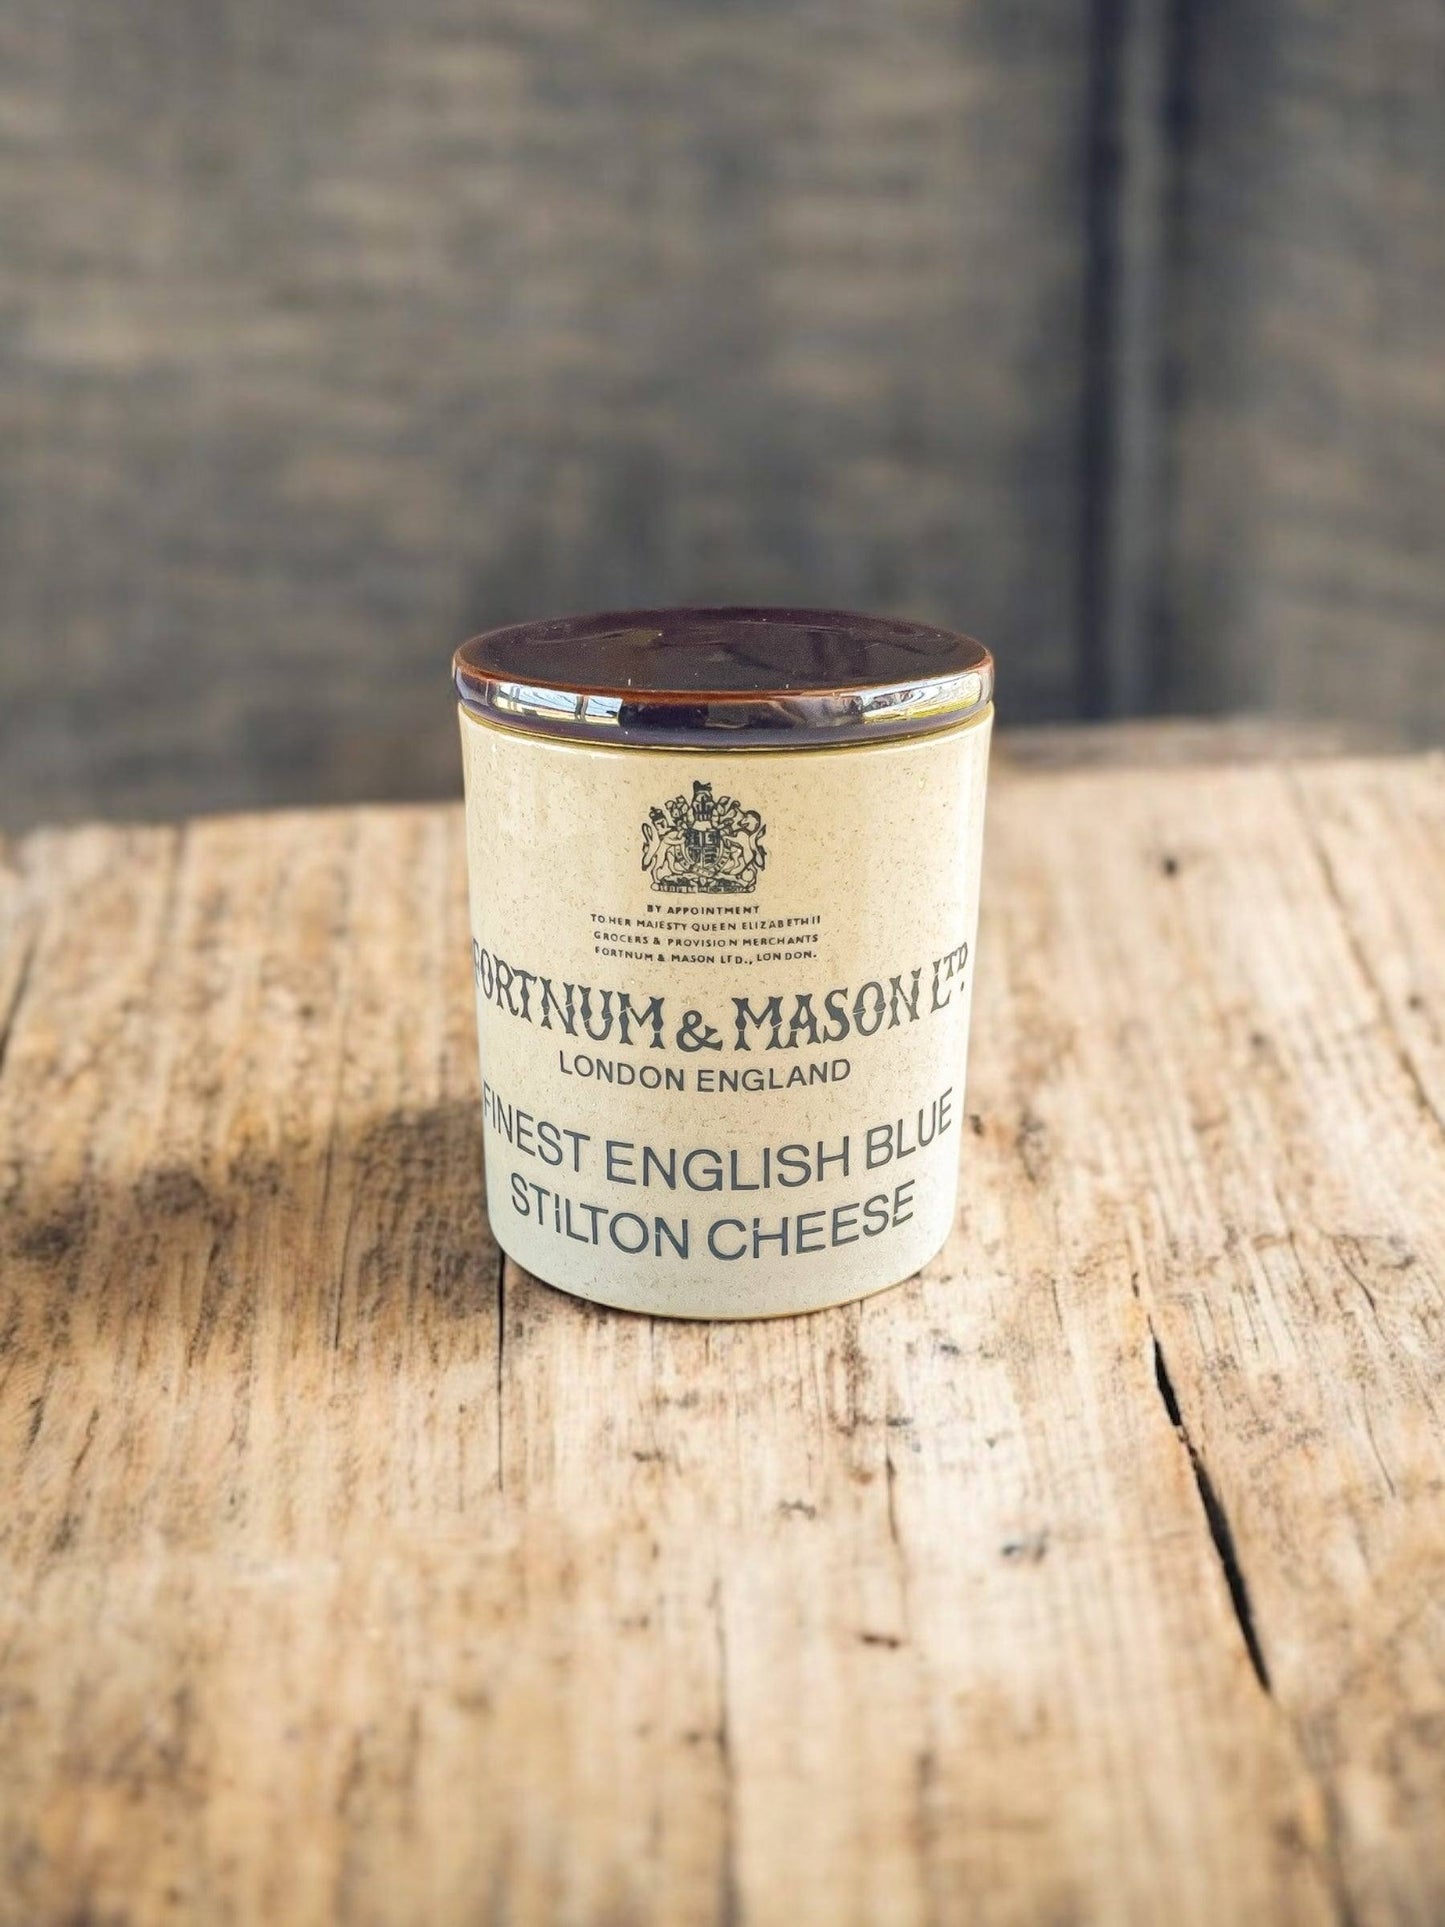 BY APPOINTMENT
TO HER MAJESTY QUEEN ELIZABETH II
GROCERS & PROVISION MERCHANTS
FORTNUM & MASON LTD., LONDON.
FORTNUM & MASON LTD.
LONDON ENGLAND
FINEST ENGLISH BLUE
STILTON CHEESE